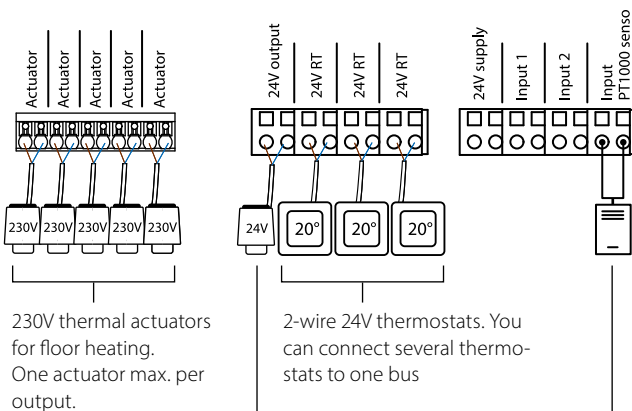 Actuator
Actuator
Actuator
Actuator
Actuator
24V output
24V RT
24V RT
24V RT
24V supply
Input 1
Input 2
Input
PT1000 senso
230V
230V
230V
230V
230V
24V
20°
20°
20°
230V thermal actuators
for floor heating.
One actuator max. per
output.
2-wire 24V thermostats. You
can connect several thermo-
stats to one bus